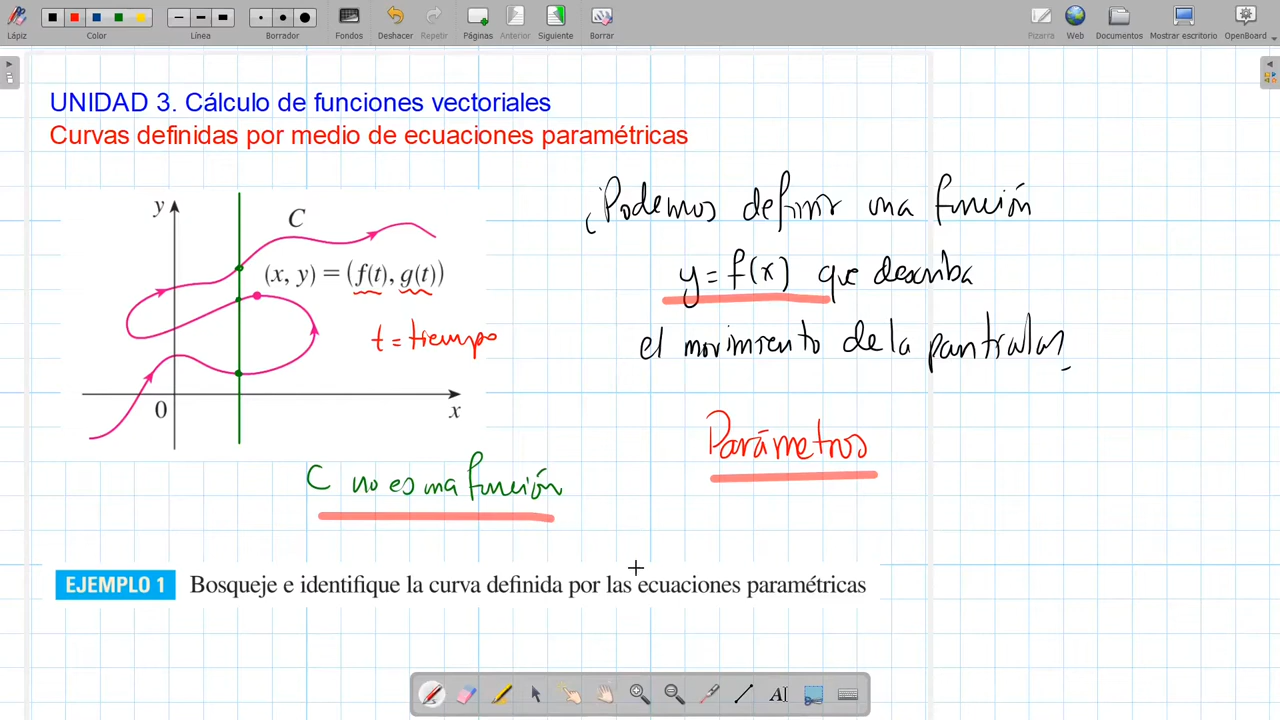 Lápiz
Color
Línea
Borrador
Fondos
Deshacer
Repetir
Páginas
Anterior
Siguiente
Borrar
Pizarra
Web
Documentos
Mostrar escritorio
OpenBoard
UNIDAD 3. Cálculo de funciones vectoriales
Curvas definidas por medio de ecuaciones paramétricas
y
C
(x, y) = (f(t), g(t))
t = tiempo
0
x
C no es una función
¿Podemos definir una función
y = f(x) que describa
el movimiento de la
Parámetros
EJEMPLO 1 Bosqueje e identifique la curva definida por las ecuaciones paramétricas